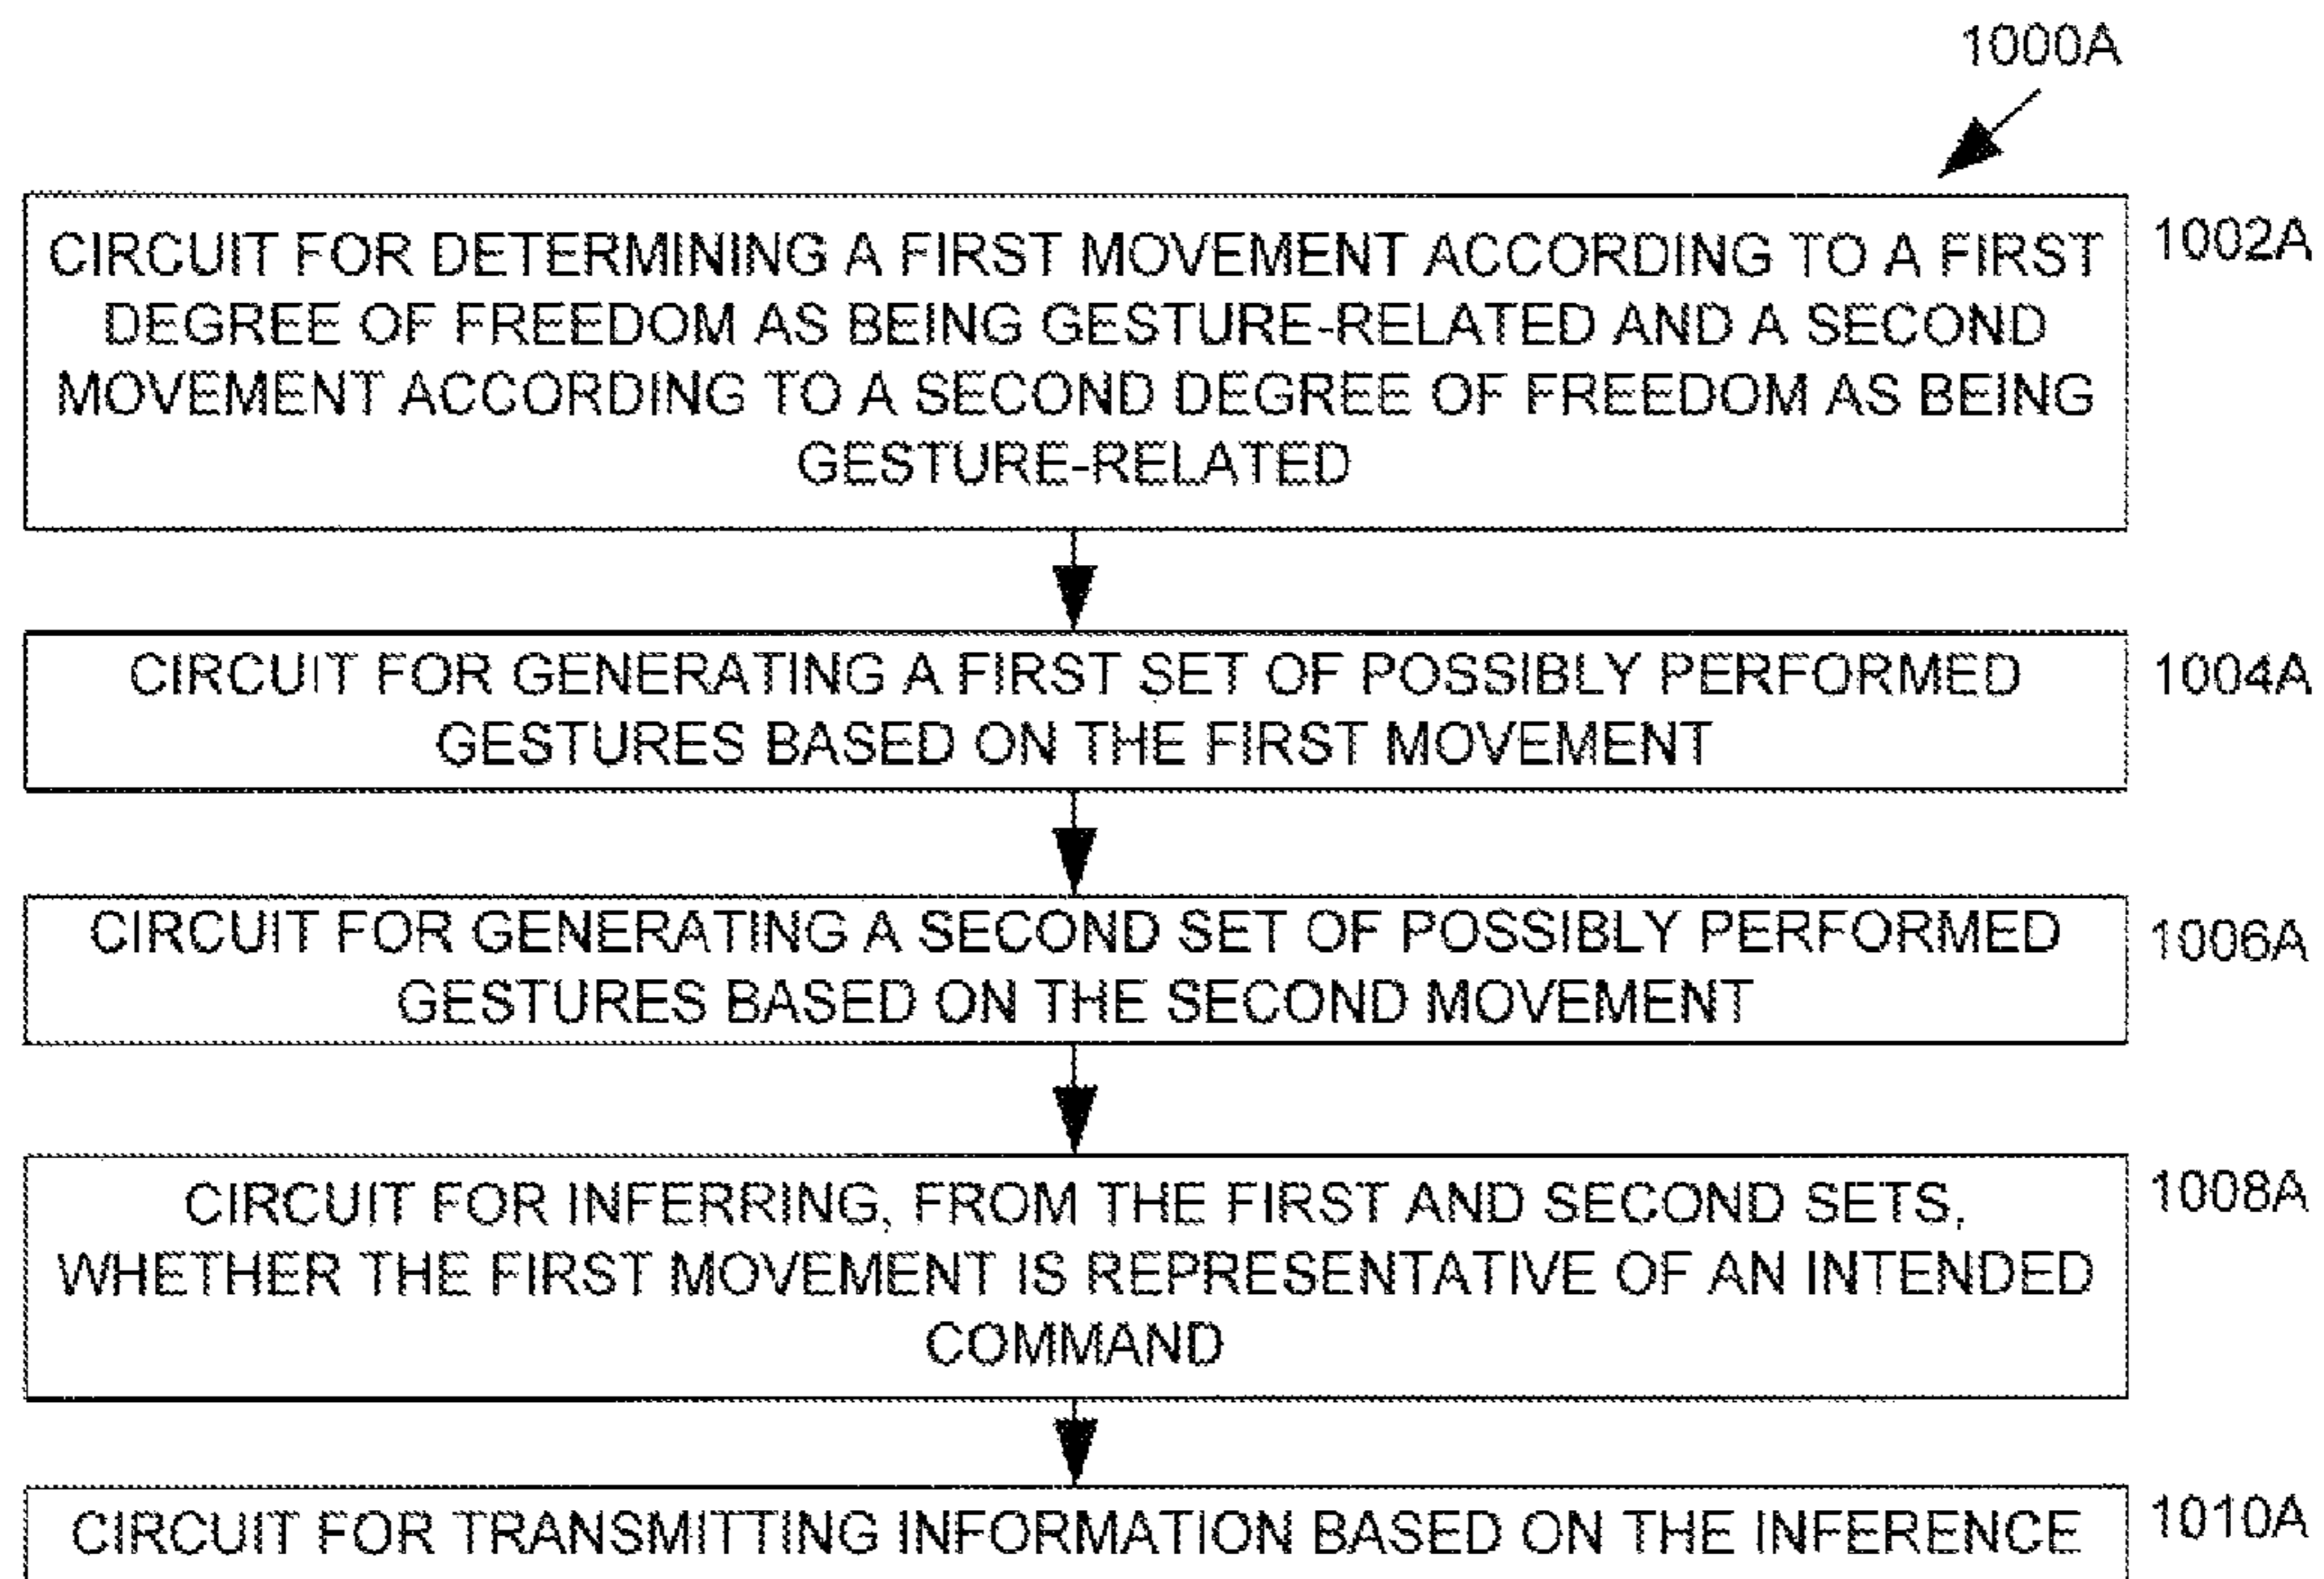 1000A
CIRCUIT FOR DETERMINING A FIRST MOVEMENT ACCORDING TO A FIRST
DEGREE OF FREEDOM AS BEING GESTURE-RELATED AND A SECOND
MOVEMENT ACCORDING TO A SECOND DEGREE OF FREEDOM AS BEING
GESTURE-RELATED
1002A
CIRCUIT FOR GENERATING A FIRST SET OF POSSIBLY PERFORMED
GESTURES BASED ON THE FIRST MOVEMENT
1004A
CIRCUIT FOR GENERATING A SECOND SET OF POSSIBLY PERFORMED
GESTURES BASED ON THE SECOND MOVEMENT
1006A
CIRCUIT FOR INFERRING, FROM THE FIRST AND SECOND SETS,
WHETHER THE FIRST MOVEMENT IS REPRESENTATIVE OF AN INTENDED
COMMAND
1008A
CIRCUIT FOR TRANSMITTING INFORMATION BASED ON THE INFERENCE
1010A